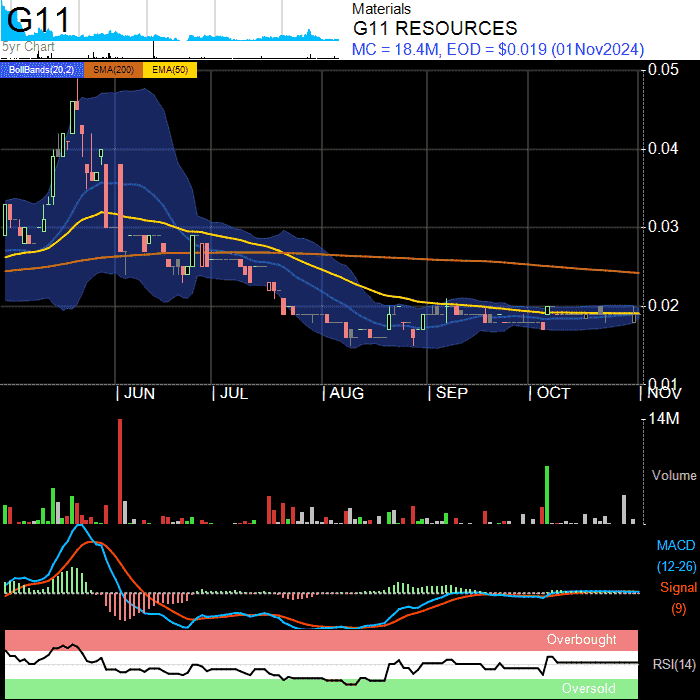 G11
5yr Chart
Materials
G11 RESOURCES
MC = 18.4M, EOD = $0.019 (01Nov2024)
BollBands(20,2) SMA(200) EMA(50)
0.05
0.04
0.03
0.02
0.01
JUN JUL AUG SEP OCT NOV
14M
Volume
MACD
(12-26)
Signal
(9)
Overbought
RSI(14)
Oversold